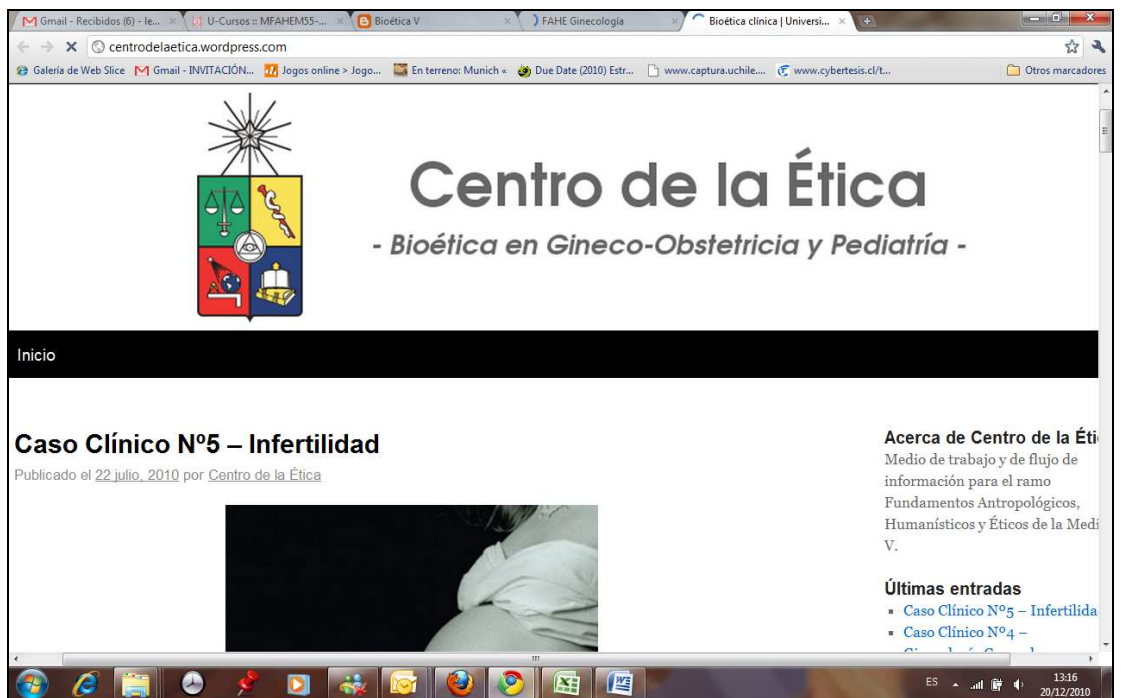 Gmail - Recibidos (6) - le...
U-Cursos :: MFAHEM55-...
Bioética V
FAHE Ginecología
Bioética clínica | Universi...
centrodelaetica.wordpress.com
Galería de Web Slice
Gmail - INVITACIÓN...
Jogos online > Jogo...
En terreno: Munich «
Due Date (2010) Estr...
www.captura.uchile....
www.cybertesis.cl/t...
Otros marcadores
Centro de la Ética
- Bioética en Gineco-Obstetricia y Pediatría -
Inicio
Caso Clínico Nº5 – Infertilidad
Publicado el 22 julio, 2010 por Centro de la Ética
Acerca de Centro de la Éti
Medio de trabajo y de flujo de
información para el ramo
Fundamentos Antropológicos,
Humanísticos y Éticos de la Medi
V.
Últimas entradas
Caso Clínico Nº5 – Infertilida
Caso Clínico Nº4 –
ES
13:16
20/12/2010